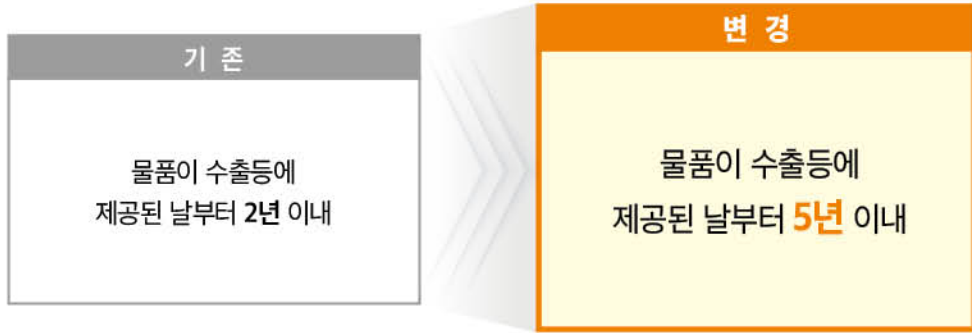 기 존
물품이 수출등에
제공된 날부터 2년 이내
변 경
물품이 수출등에
제공된 날부터 5년 이내